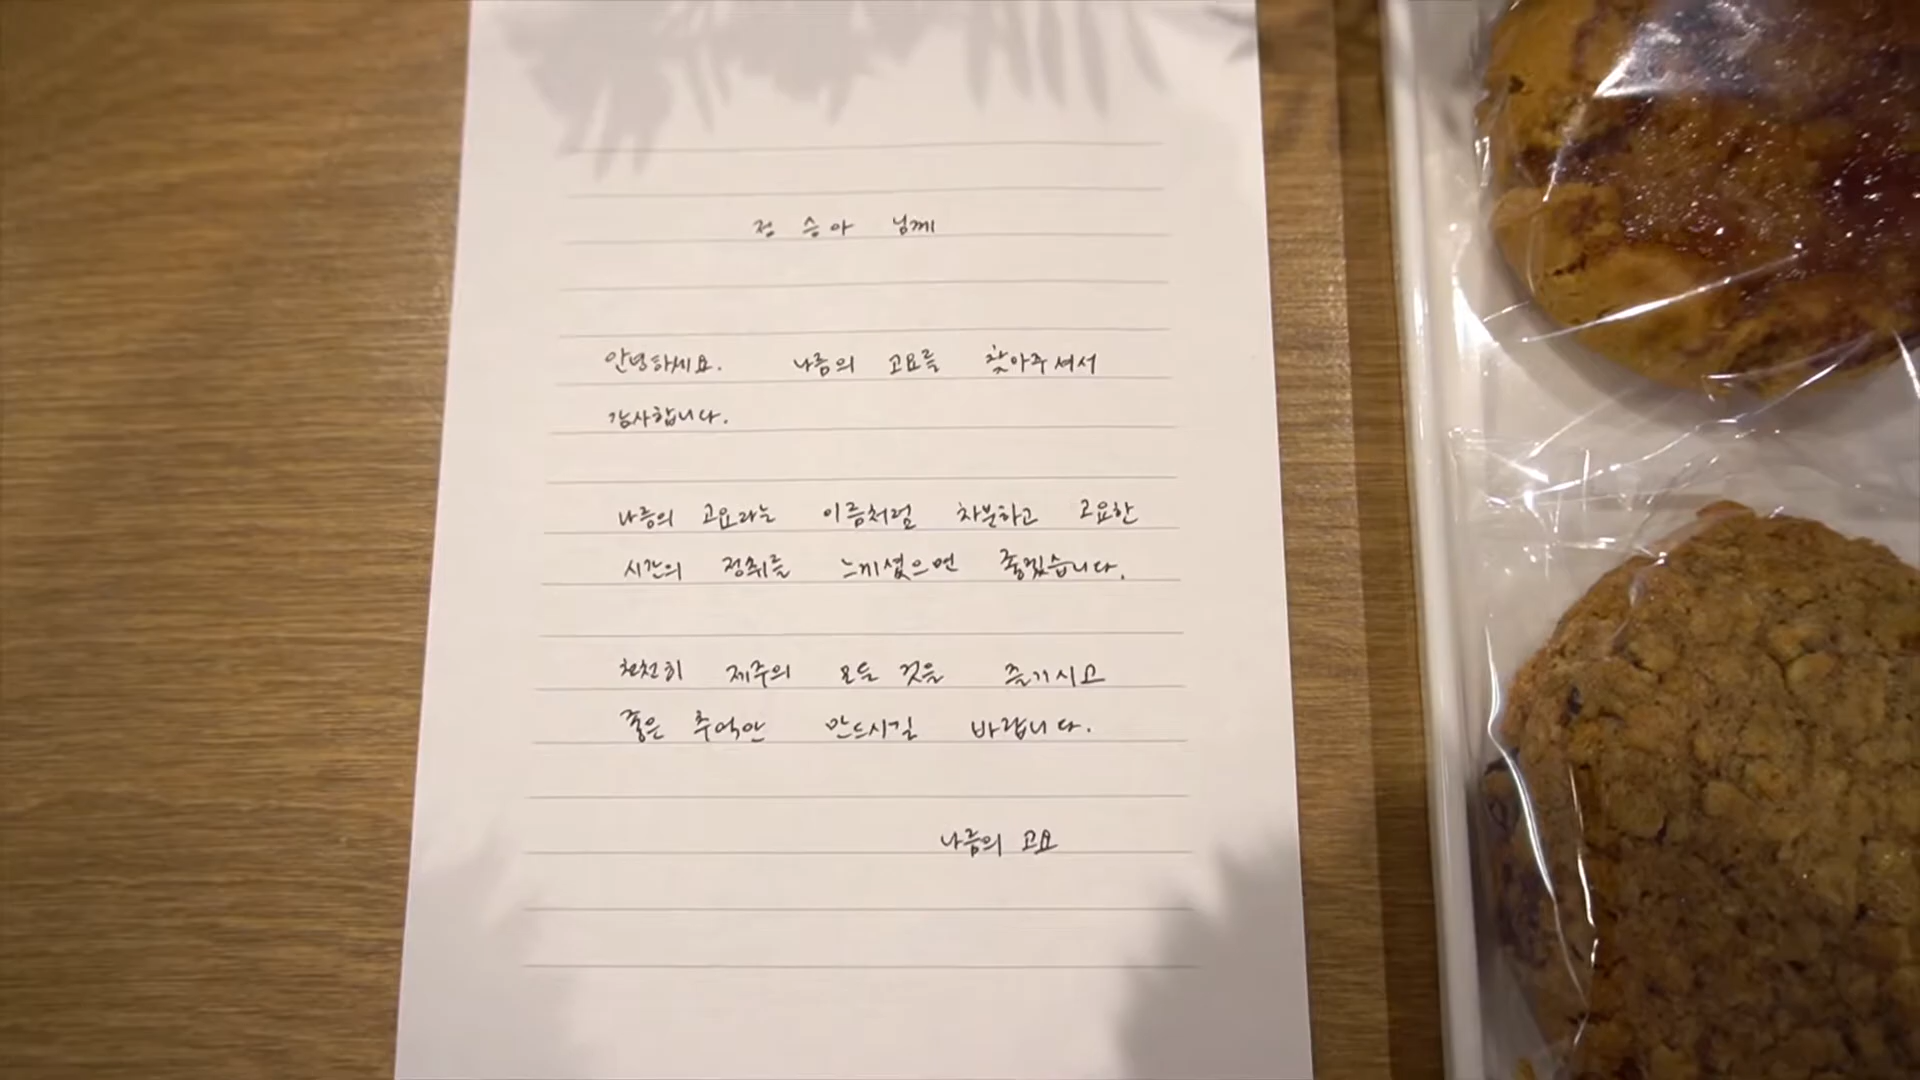 정 승아 님께
안녕하세요. 나름의 고요를 찾아주셔서
감사합니다.
나름의 고요라는 이름처럼 차분하고 고요한
시간의 정취를 느끼셨으면 좋겠습니다.
천천히 제주의 모든 것을 즐기시고
좋은 추억만 만드시길 바랍니다.
나름의 고요